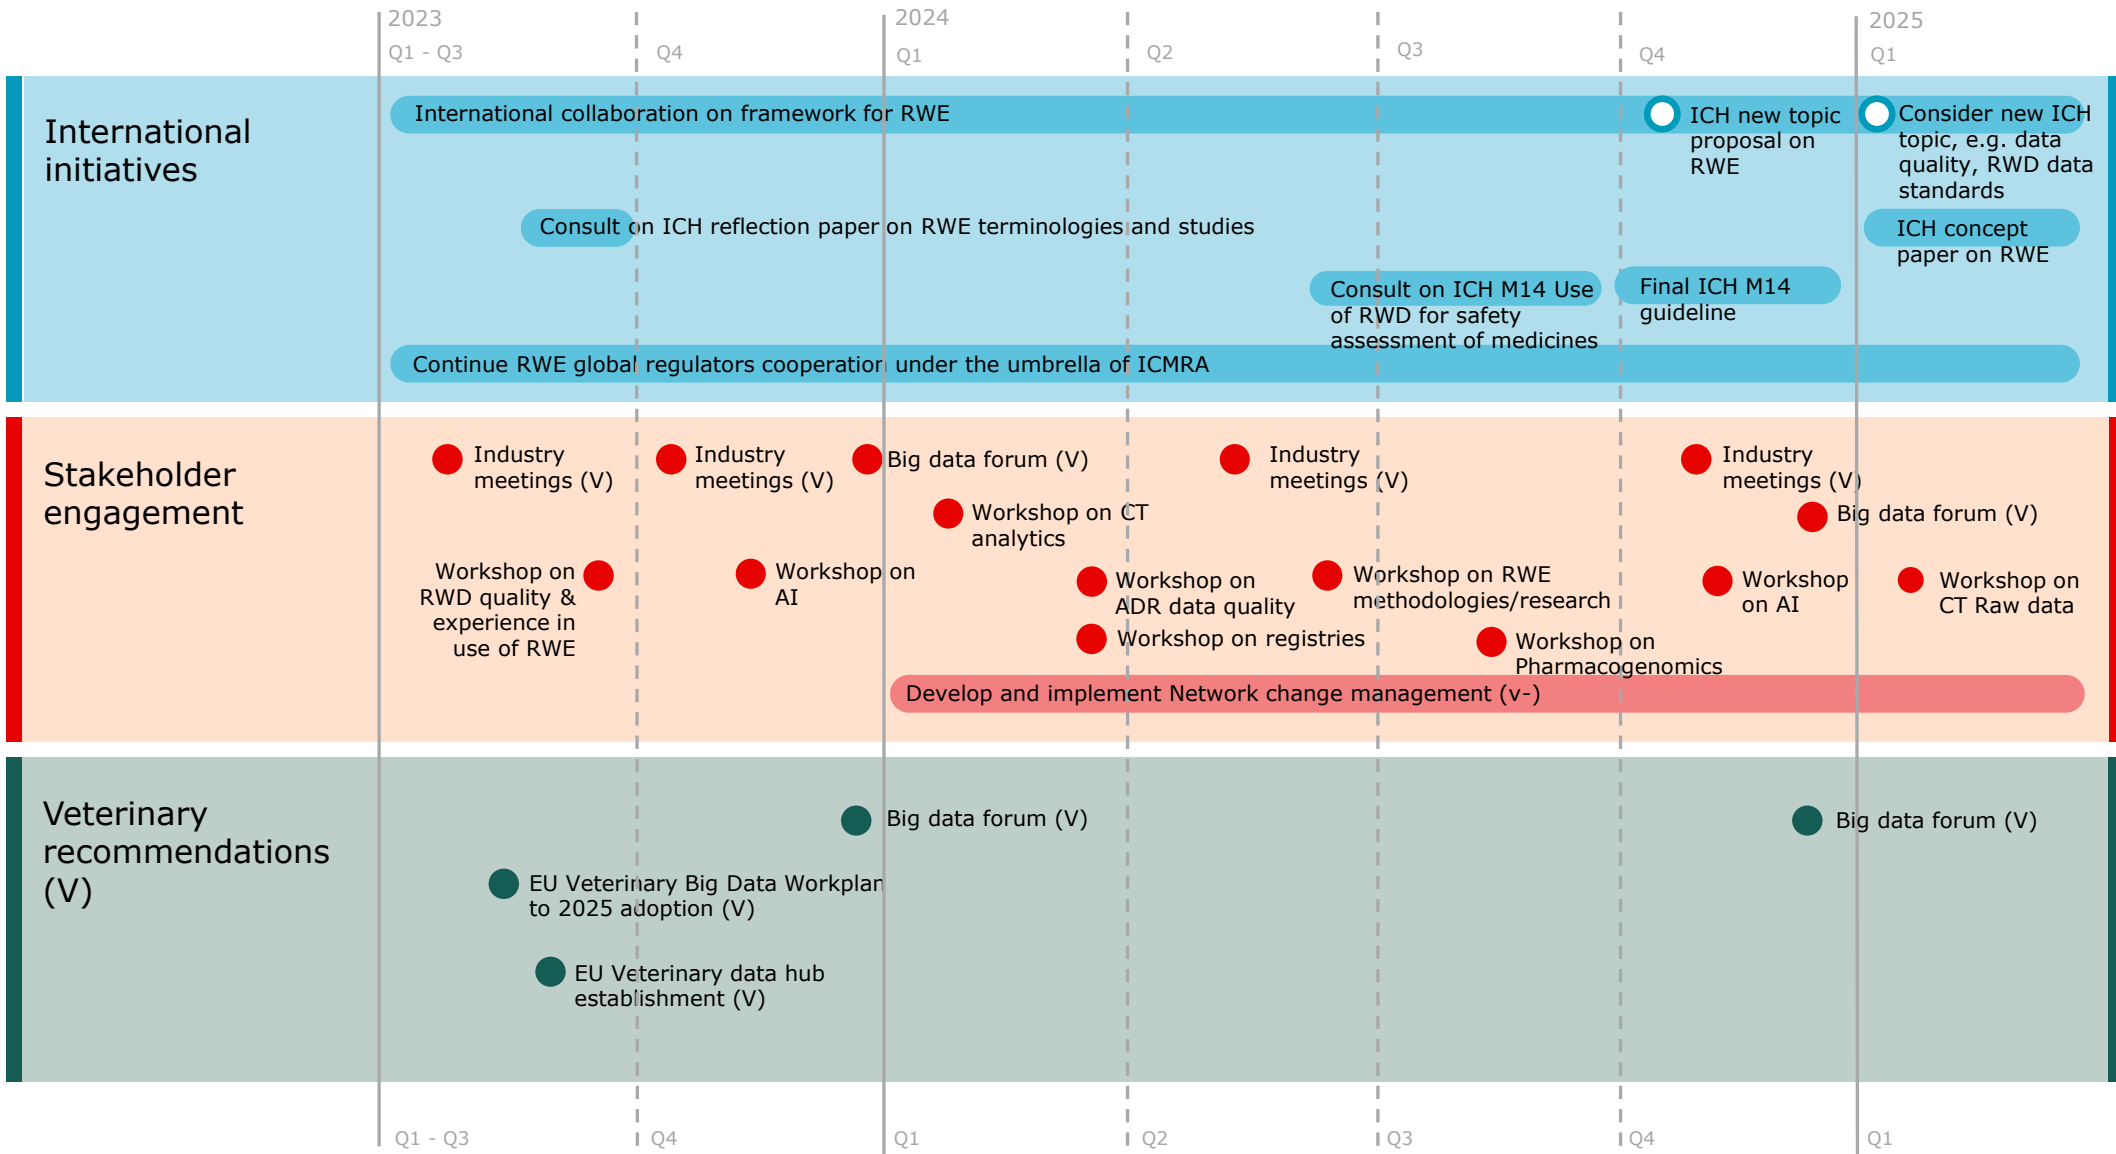 2023
2024
2025
Q1 - Q3
Q4
Q1
Q2
Q3
Q4
Q1
International
initiatives
International collaboration on framework for RWE
ICH new topic
proposal on
RWE
Consider new ICH
topic, e.g. data
quality, RWD data
standards
Consult on ICH reflection paper on RWE terminologies and studies
ICH concept
paper on RWE
Consult on ICH M14 Use
of RWD for safety
assessment of medicines
Final ICH M14
guideline
Continue RWE global regulators cooperation under the umbrella of ICMRA
Stakeholder
engagement
Industry
meetings (V)
Industry
meetings (V)
Big data forum (V)
Industry
meetings (V)
Industry
meetings (V)
Workshop on CT
analytics
Big data forum (V)
Workshop on
RWD quality &
experience in
use of RWE
Workshop on
AI
Workshop on
ADR data quality
Workshop on RWE
methodologies/research
Workshop
on AI
Workshop on
CT Raw data
Workshop on registries
Workshop on
Pharmacogenomics
Develop and implement Network change management (v-)
Veterinary
recommendations
(V)
Big data forum (V)
Big data forum (V)
EU Veterinary Big Data Workplan
to 2025 adoption (V)
EU Veterinary data hub
establishment (V)
Q1 - Q3
Q4
Q1
Q2
Q3
Q4
Q1